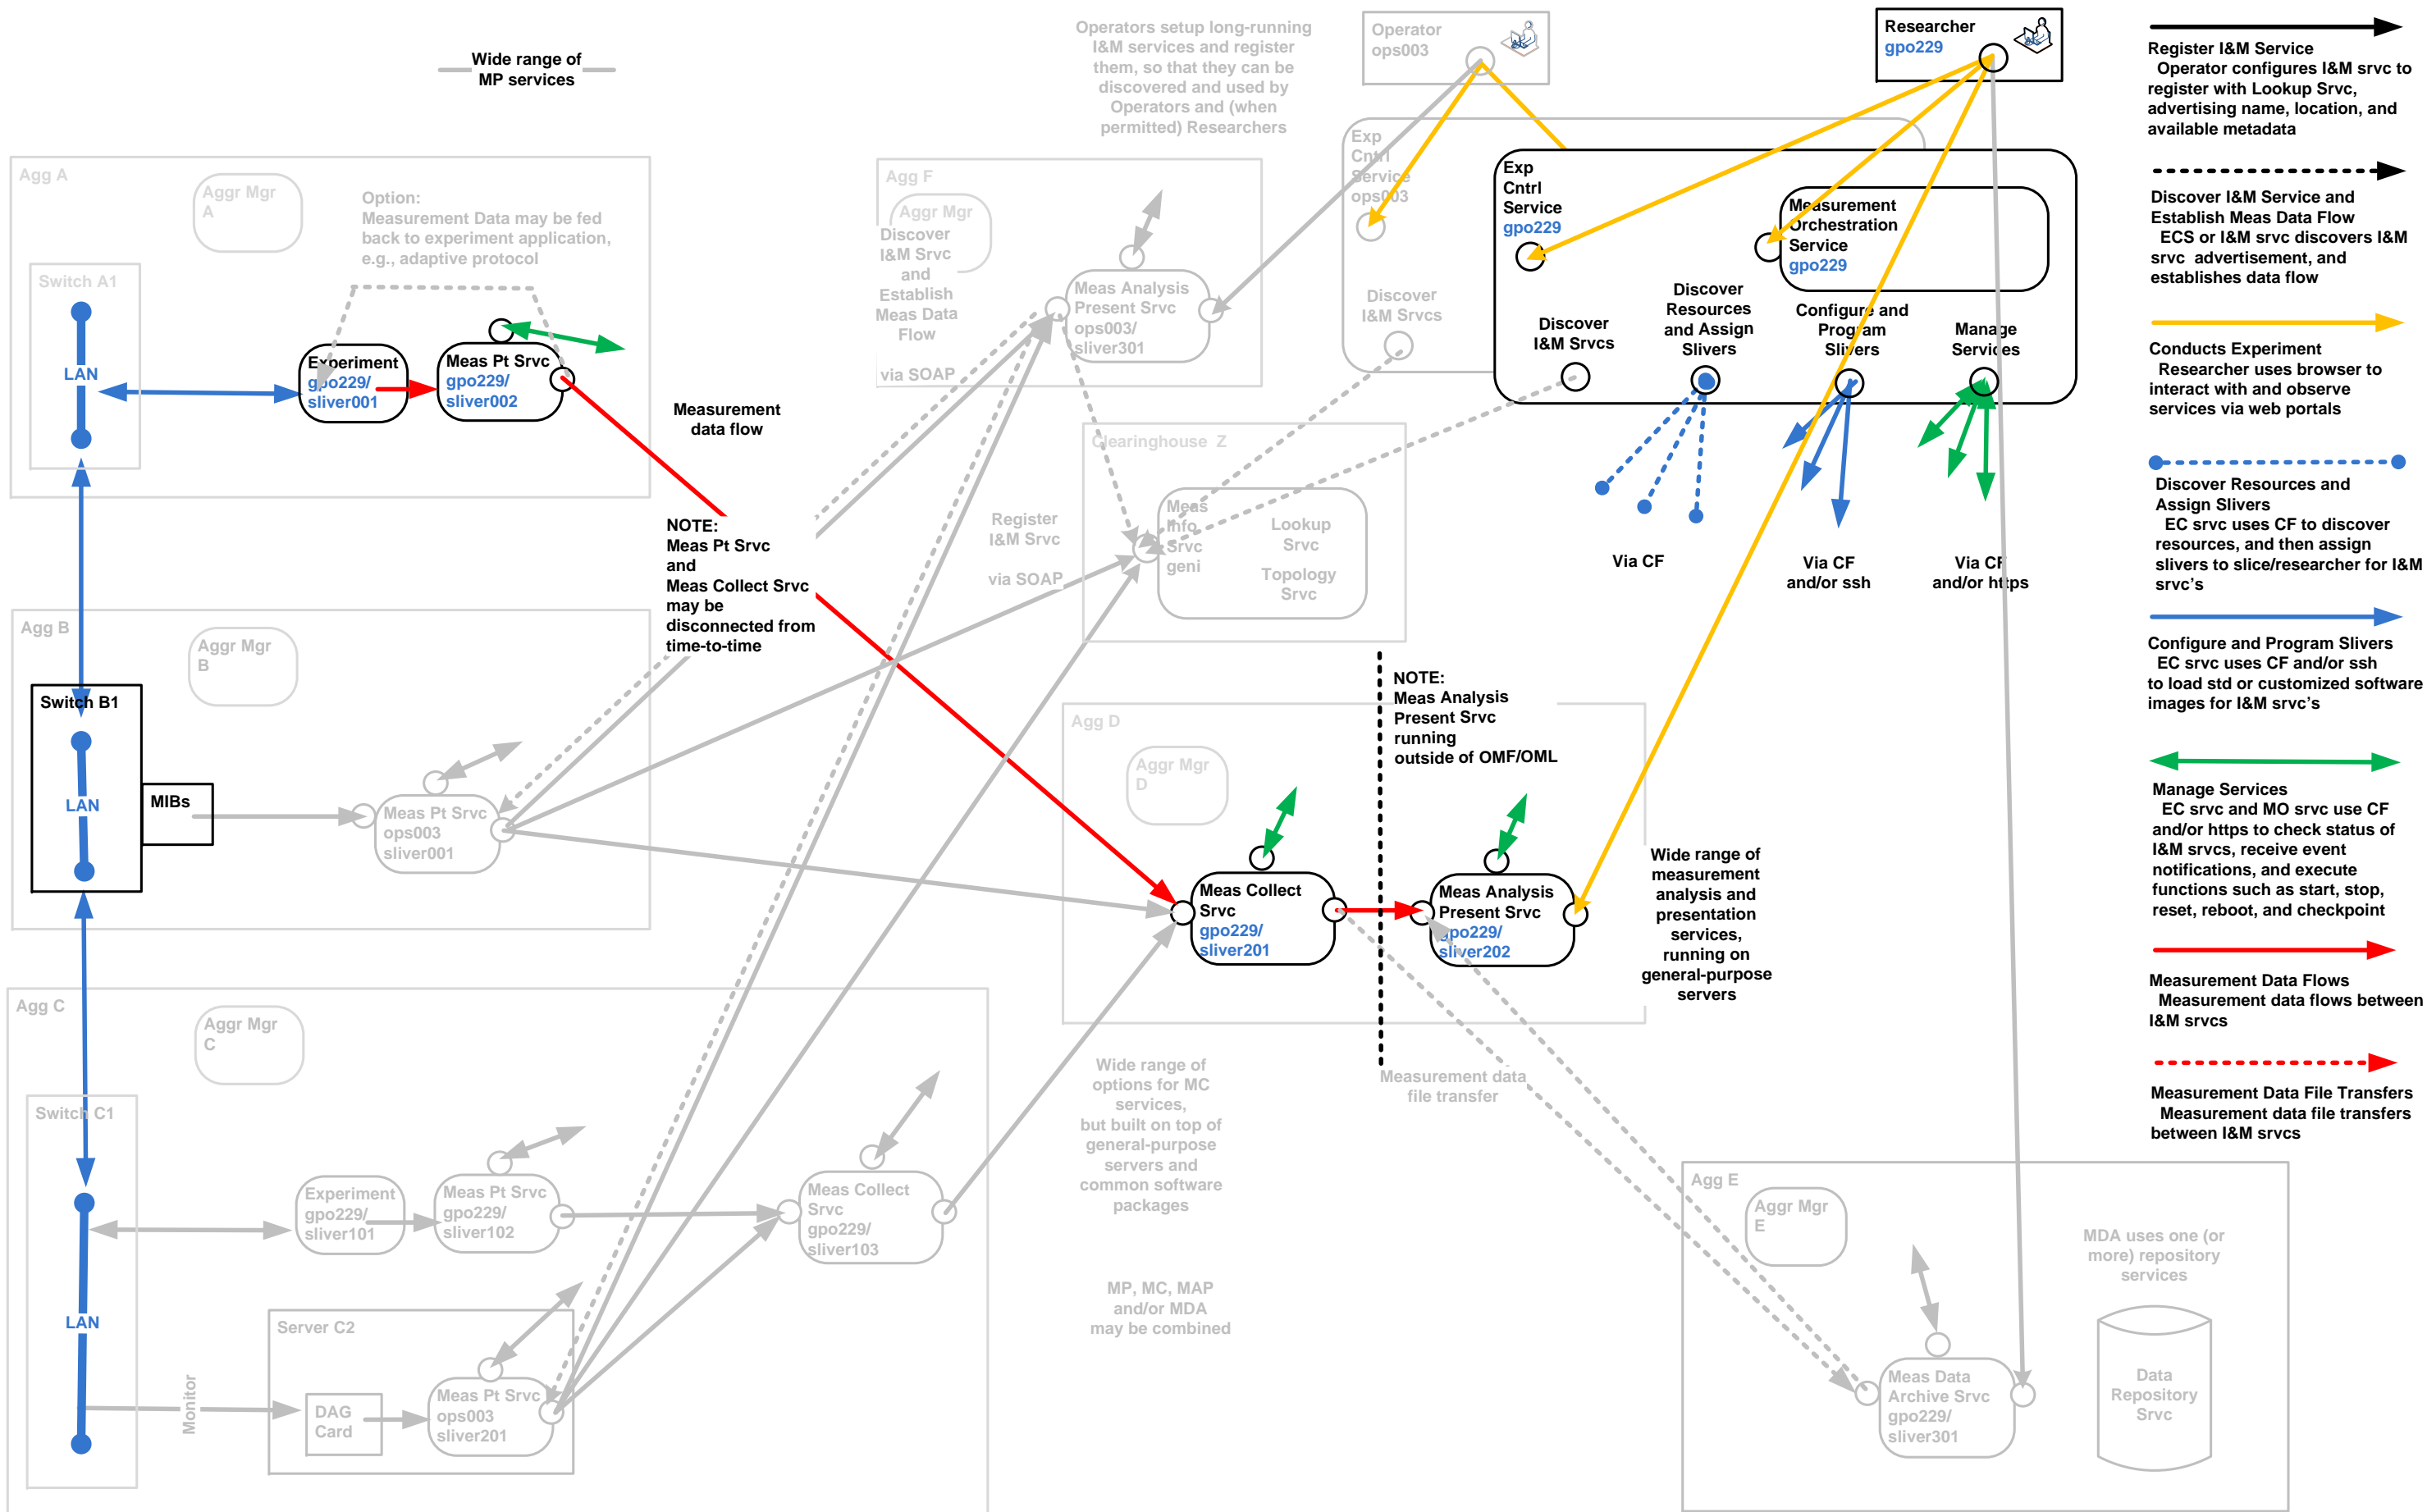 Wide range of
MP services
Operators setup long-running
I&M services and register
them, so that they can be
discovered and used by
Operators and (when
permitted) Researchers
Operator
ops003
Researcher
gpo229
Agg A
Aggr Mgr
A
Option:
Measurement Data may be fed
back to experiment application,
e.g., adaptive protocol
Switch A1
LAN
Experiment
gpo229/
sliver001
Meas Pt Srvc
gpo229/
sliver002
Measurement
data flow
Agg F
Aggr Mgr
Discover
I&M Srvc
and
Establish
Meas Data
Flow
via SOAP
Meas Analysis
Present Srvc
ops003/
sliver301
Exp
Cntrl
Service
ops003
Discover
I&M Srvcs
Exp
Cntrl
Service
gpo229
Measurement
Orchestration
Service
gpo229
Discover
I&M Srvcs
Discover
Resources
and Assign
Slivers
Configure and
Program
Slivers
Manage
Services
Via CF
Via CF
and/or ssh
Via CF
and/or https
Clearinghouse Z
Meas
Info
Srvc
geni
Lookup
Srvc
Topology
Srvc
Register
I&M Srvc
via SOAP
NOTE:
Meas Pt Srvc
and
Meas Collect Srvc
may be
disconnected from
time-to-time
Agg B
Aggr Mgr
B
Switch B1
LAN
MIBs
Meas Pt Srvc
ops003
sliver001
Agg D
Aggr Mgr
D
NOTE:
Meas Analysis
Present Srvc
running
outside of OMF/OML
Meas Collect
Srvc
gpo229/
sliver201
Meas Analysis
Present Srvc
gpo229/
sliver202
Wide range of
measurement
analysis and
presentation
services,
running on
general-purpose
servers
Agg C
Aggr Mgr
C
Switch C1
LAN
Experiment
gpo229/
sliver101
Meas Pt Srvc
gpo229/
sliver102
Meas Collect
Srvc
gpo229/
sliver103
Server C2
Monitor
DAG
Card
Meas Pt Srvc
ops003
sliver201
Wide range of
options for MC
services,
but built on top of
general-purpose
servers and
common software
packages
MP, MC, MAP
and/or MDA
may be combined
Measurement data
file transfer
Agg E
Aggr Mgr
E
MDA uses one (or
more) repository
services
Meas Data
Archive Srvc
gpo229/
sliver301
Data
Repository
Srvc
Register I&M Service
Operator configures I&M srvc to
register with Lookup Srvc,
advertising name, location, and
available metadata
Discover I&M Service and
Establish Meas Data Flow
ECS or I&M srvc discovers I&M
srvc advertisement, and
establishes data flow
Conducts Experiment
Researcher uses browser to
interact with and observe
services via web portals
Discover Resources and
Assign Slivers
EC srvc uses CF to discover
resources, and then assign
slivers to slice/researcher for I&M
srvc's
Configure and Program Slivers
EC srvc uses CF and/or ssh
to load std or customized software
images for I&M srvc's
Manage Services
EC srvc and MO srvc use CF
and/or https to check status of
I&M srvcs, receive event
notifications, and execute
functions such as start, stop,
reset, reboot, and checkpoint
Measurement Data Flows
Measurement data flows between
I&M srvcs
Measurement Data File Transfers
Measurement data file transfers
between I&M srvcs